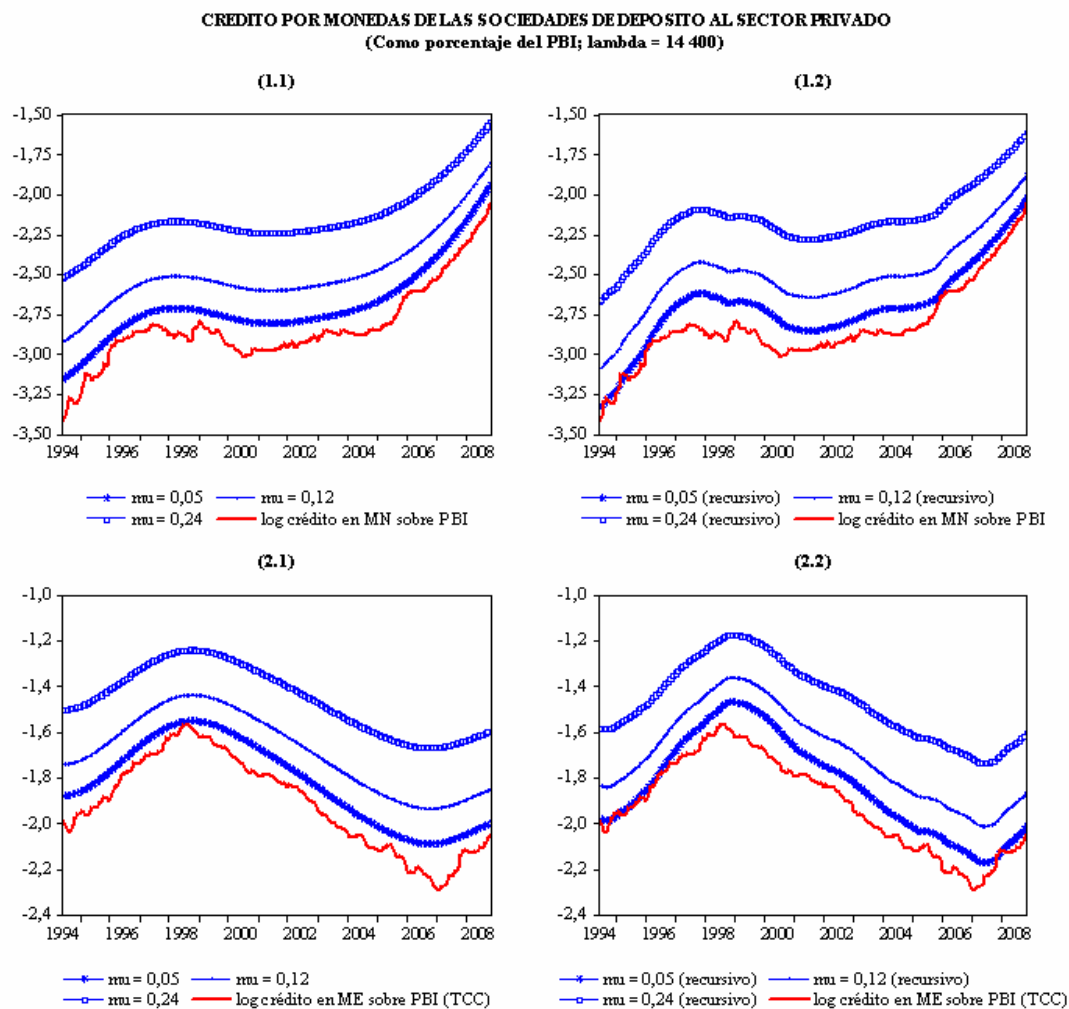 CREDITO POR MONEDAS DE LAS SOCIEDADES DE DEPOSITO AL SECTOR PRIVADO
(Como porcentaje del PBI; lambda = 14 400)
(1.1)
-1,50
-1,75
-2,00
-2,25
-2,50
-2,75
-3,00
-3,25
-3,50
1994 1996 1998 2000 2002 2004 2006 2008
mu = 0,05 mu = 0,12
mu = 0,24 log crédito en MN sobre PBI
(1.2)
-1,50
-1,75
-2,00
-2,25
-2,50
-2,75
-3,00
-3,25
-3,50
1994 1996 1998 2000 2002 2004 2006 2008
mu = 0,05 (recursivo) mu = 0,12 (recursivo)
mu = 0,24 (recursivo) log crédito en MN sobre PBI
(2.1)
-1,0
-1,2
-1,4
-1,6
-1,8
-2,0
-2,2
-2,4
1994 1996 1998 2000 2002 2004 2006 2008
mu = 0,05 mu = 0,12
mu = 0,24 log crédito en ME sobre PBI (TCC)
(2.2)
-1,0
-1,2
-1,4
-1,6
-1,8
-2,0
-2,2
-2,4
1994 1996 1998 2000 2002 2004 2006 2008
mu = 0,05 (recursivo) mu = 0,12 (recursivo)
mu = 0,24 (recursivo) log crédito en ME sobre PBI (TCC)